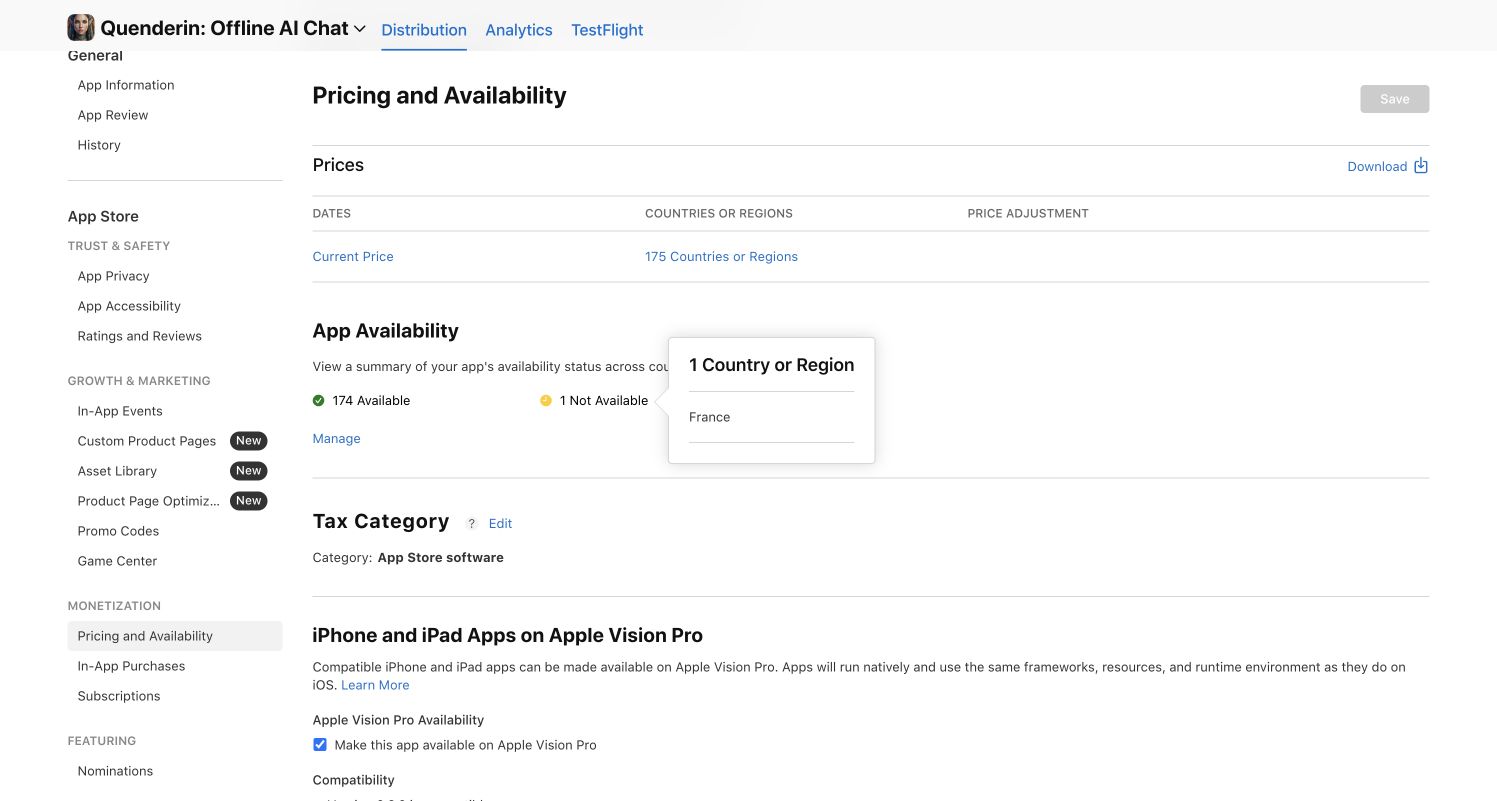 Quenderin: Offline AI Chat
Distribution
Analytics
TestFlight
General
App Information
App Review
History
App Store
TRUST & SAFETY
App Privacy
App Accessibility
Ratings and Reviews
GROWTH & MARKETING
In-App Events
Custom Product Pages New
Asset Library New
Product Page Optimiz... New
Promo Codes
Game Center
MONETIZATION
Pricing and Availability
In-App Purchases
Subscriptions
FEATURING
Nominations
Pricing and Availability
Save
Prices
Download
DATES
COUNTRIES OR REGIONS
PRICE ADJUSTMENT
Current Price
175 Countries or Regions
App Availability
View a summary of your app's availability status across
174 Available
1 Not Available
1 Country or Region
France
Manage
Tax Category ? Edit
Category: App Store software
iPhone and iPad Apps on Apple Vision Pro
Compatible iPhone and iPad apps can be made available on Apple Vision Pro. Apps will run natively and use the same frameworks, resources, and runtime environment as they do on
iOS. Learn More
Apple Vision Pro Availability
Make this app available on Apple Vision Pro
Compatibility